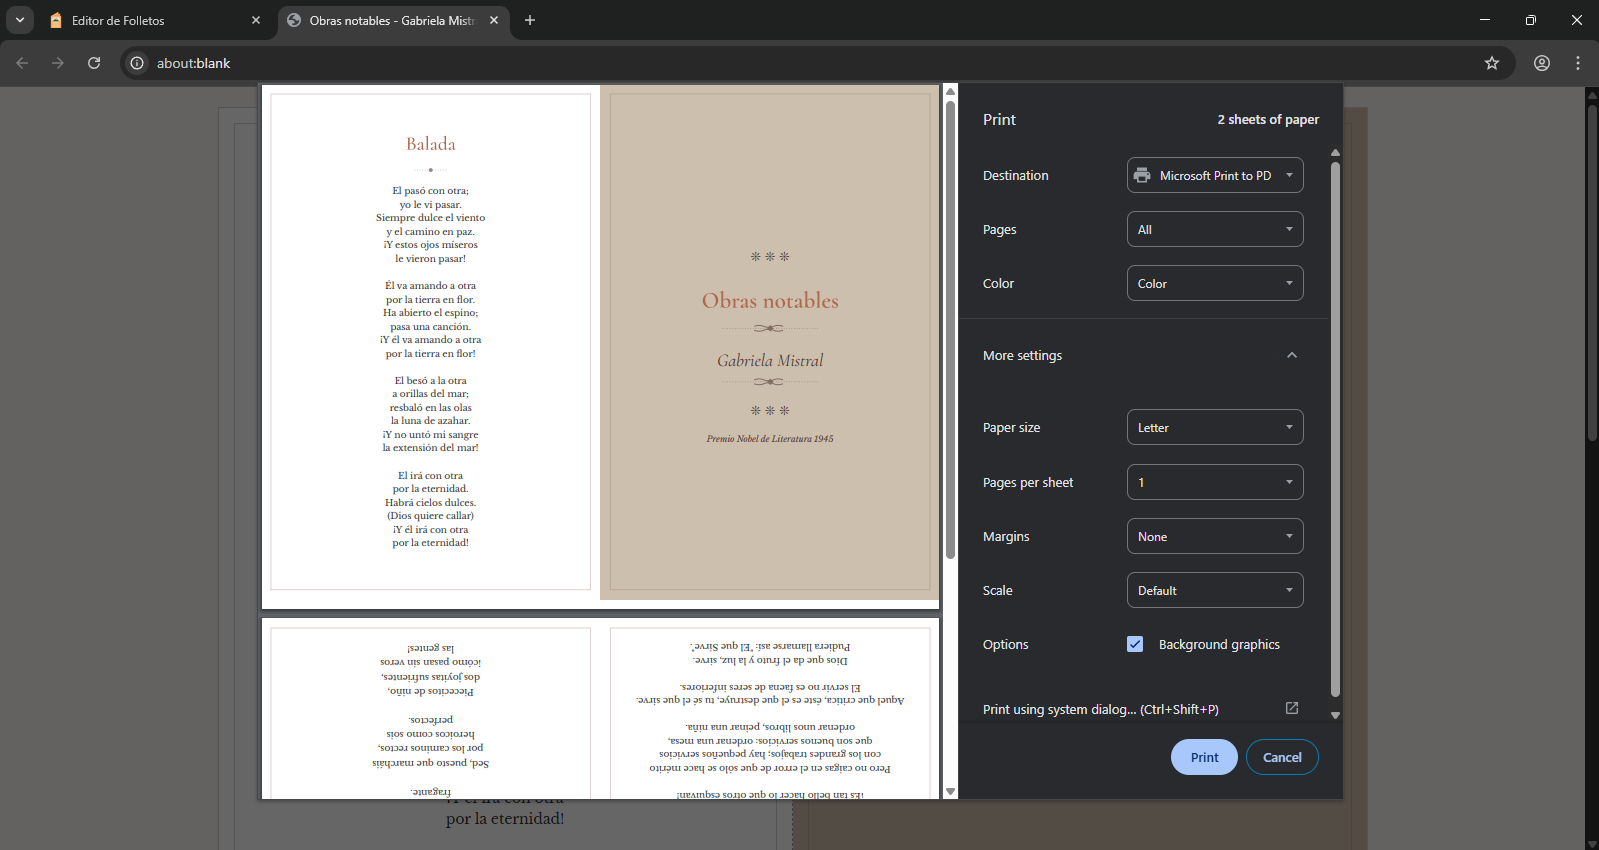 Editor de Folletos
Obras notables - Gabriela Mistr
about:blank
Balada
El pasó con otra;
yo le vi pasar.
Siempre dulce el viento
y el camino en paz.
¡Y estos ojos míseros
le vieron pasar!
Él va amando a otra
por la tierra en flor.
Ha abierto el espino;
pasa una canción.
¡Y él va amando a otra
por la tierra en flor!
El besó a la otra
a orillas del mar;
resbaló en las olas
la luna de azahar.
¡Y no untó mi sangre
la extensión del mar!
El irá con otra
por la eternidad.
Habrá cielos dulces.
(Dios quiere callar)
¡Y él irá con otra
por la eternidad!
Obras notables
Gabriela Mistral
Premio Nobel de Literatura 1945
fragante.
Sed, puesto que marcháis
por los caminos rectos,
heroicos como sois
perfectos.
Piececitos de niño,
dos joyitas sufrientes,
¡cómo pasan sin veros
las gentes!
¡Es tan bello hacer lo que otros esquivan!
Pero no caigas en el error de que sólo se hace mérito
con los grandes trabajos; hay pequeños servicios
que son buenos servicios: ordenar una mesa,
ordenar unos libros, peinar una niña.
Aquel que critica, éste es el que destruye, tu sé el que sirve.
El servir no es faena de seres inferiores.
Dios que da el fruto y la luz, sirve.
Pudiera llamarse así: "El que Sirve".
Print
2 sheets of paper
Destination
Microsoft Print to PD
Pages
All
Color
Color
More settings
Paper size
Letter
Pages per sheet
1
Margins
None
Scale
Default
Options
Background graphics
Print using system dialog... (Ctrl+Shift+P)
Print
Cancel
¡Y él irá con otra
por la eternidad!